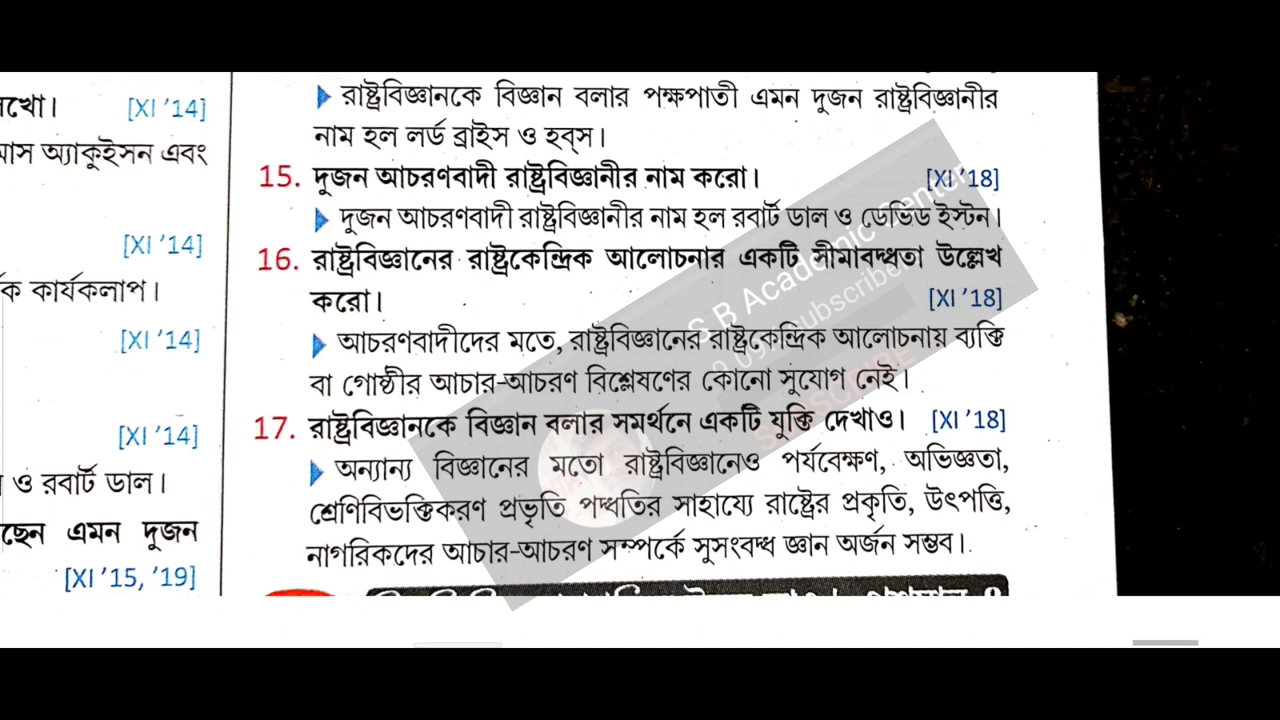 নখো। [XI '14]
মাস অ্যাকুইসন এবং
[XI '14]
ক কার্যকলাপ।
[XI '14]
[XI '14]
ও রবার্ট ডাল।
ছেন এমন দুজন
[XI '15, '19]
রাষ্ট্রবিজ্ঞানকে বিজ্ঞান বলার পক্ষপাতী এমন দুজন রাষ্ট্রবিজ্ঞানীর
নাম হল লর্ড ব্রাইস ও হব্‌স।
15. দুজন আচরণবাদী রাষ্ট্রবিজ্ঞানীর নাম করো। [XI '18]
দুজন আচরণবাদী রাষ্ট্রবিজ্ঞানীর নাম হল রবার্ট ডাল ও ডেভিড ইস্টন।
16. রাষ্ট্রবিজ্ঞানের রাষ্ট্রকেন্দ্রিক আলোচনার একটি সীমাবদ্ধতা উল্লেখ
করো। [XI '18]
আচরণবাদীদের মতে, রাষ্ট্রবিজ্ঞানের রাষ্ট্রকেন্দ্রিক আলোচনায় ব্যক্তি
বা গোষ্ঠীর আচার-আচরণ বিশ্লেষণের কোনো সুযোগ নেই।
17. রাষ্ট্রবিজ্ঞানকে বিজ্ঞান বলার সমর্থনে একটি যুক্তি দেখাও। [XI '18]
অন্যান্য বিজ্ঞানের মতো রাষ্ট্রবিজ্ঞানেও পর্যবেক্ষণ, অভিজ্ঞতা,
শ্রেণিবিভক্তিকরণ প্রভৃতি পদ্ধতির সাহায্যে রাষ্ট্রের প্রকৃতি, উৎপত্তি,
নাগরিকদের আচার-আচরণ সম্পর্কে সুসংবদ্ধ জ্ঞান অর্জন সম্ভব।
S B Academic Center
subscriber
SUBSCRIBE